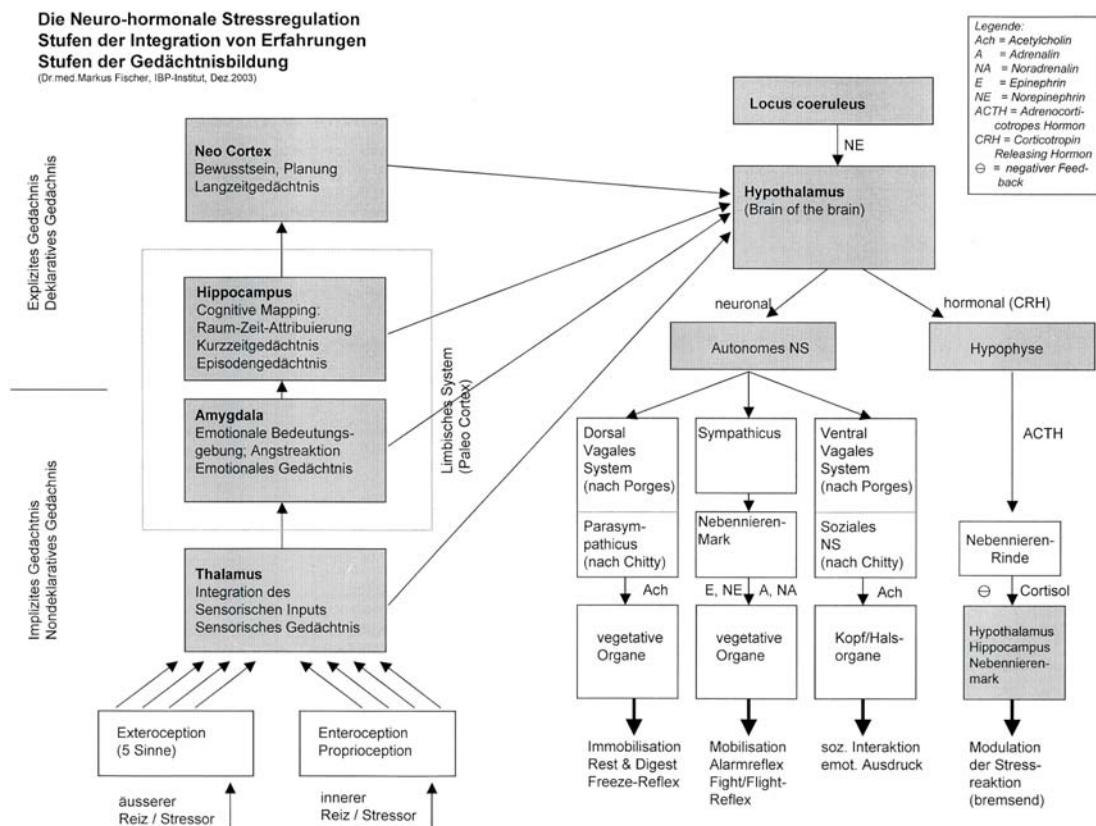 Die Neuro-hormonale Stressregulation
Stufen der Integration von Erfahrungen
Stufen der Gedächtnisbildung
(Dr.med.Markus Fischer, IBP-Institut, Dez.2003)
Legende:
Ach = Acetylcholin
A = Adrenalin
NA = Noradrenalin
E = Epinephrin
NE = Norepinephrin
ACTH = Adrenocorti-
cotropes Hormon
CRH = Corticotropin
Releasing Hormon
⊖ = negativer Feed-
back
Explizites Gedächnis
Deklaratives Gedächnis
Implizites Gedächtnis
Nondeklaratives Gedächnis
Neo Cortex
Bewusstsein, Planung
Langzeitgedächtnis
Hippocampus
Cognitive Mapping:
Raum-Zeit-Attribuierung
Kurzzeitgedächtnis
Episodengedächtnis
Amygdala
Emotionale Bedeutungs-
gebung; Angstreaktion
Emotionales Gedächtnis
Limbisches System
(Paleo Cortex)
Thalamus
Integration des
Sensorischen Inputs
Sensorisches Gedächtnis
Exteroception
(5 Sinne)
Enteroception
Proprioception
äusserer
Reiz / Stressor
innerer
Reiz / Stressor
Locus coeruleus
NE
Hypothalamus
(Brain of the brain)
neuronal
hormonal (CRH)
Autonomes NS
Hypophyse
Dorsal
Vagales
System
(nach Porges)
Parasym-
pathicus
(nach Chitty)
Ach
vegetative
Organe
Immobilisation
Rest & Digest
Freeze-Reflex
Sympathicus
Nebennieren-
Mark
E, NE
A, NA
vegetative
Organe
Mobilisation
Alarmreflex
Fight/Flight-
Reflex
Ventral
Vagales
System
(nach Porges)
Soziales
NS
(nach Chitty)
Ach
Kopf/Hals-
organe
soz. Interaktion
emot. Ausdruck
ACTH
Nebennieren-
Rinde
⊖ Cortisol
Hypothalamus
Hippocampus
Nebennieren-
mark
Modulation
der Stress-
reaktion
(bremsend)